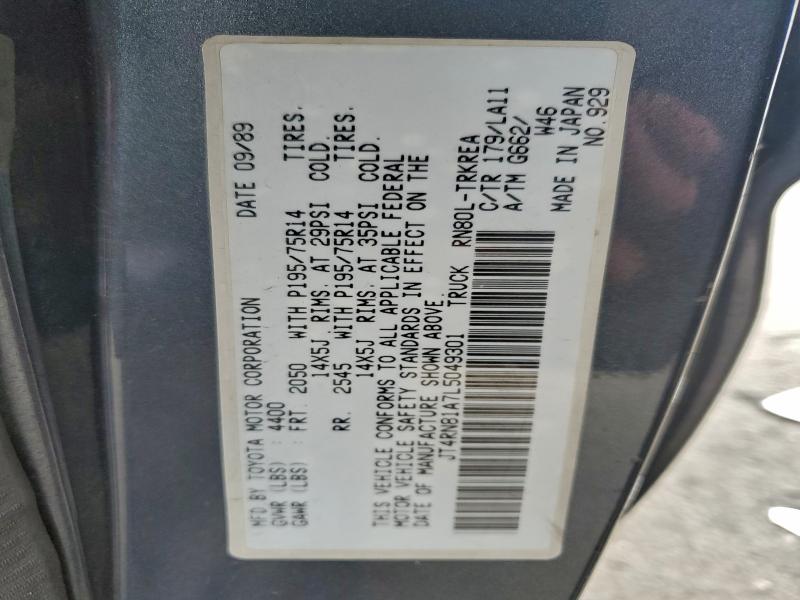 MFD BY TOYOTA MOTOR CORPORATION DATE 09/89
GVWR (LBS) : 4400
GAWR (LBS) : FRT. 2050 WITH P195/75R14 TIRES.
14X5J RIMS. AT 29PSI COLD.
RR. 2545 WITH P195/75R14 TIRES.
14X5J RIMS. AT 35PSI COLD.
THIS VEHICLE CONFORMS TO ALL APPLICABLE FEDERAL
MOTOR VEHICLE SAFETY STANDARDS IN EFFECT ON THE
DATE OF MANUFACTURE SHOWN ABOVE.
JT4RN81A7L5049301 TRUCK RN80L-TRKREA
C/TR 179/LA11
A/TM G662/
W46
MADE IN JAPAN
NO.929